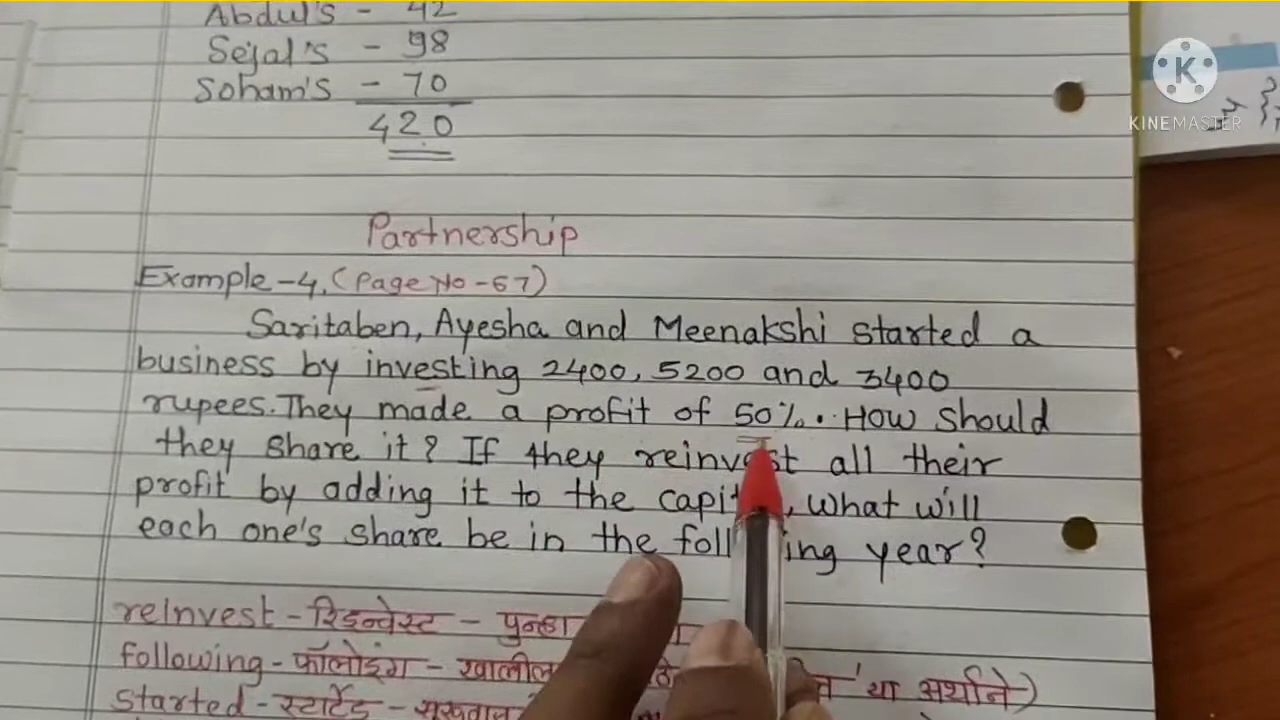 Abdul's - 42
Sejal's - 98
Soham's - 70
420
KINEMASTER
Partnership
Example-4, (Page No-67)
Saritaben, Ayesha and Meenakshi started a
business by investing 2400, 5200 and 3400
rupees. They made a profit of 50%. How should
they share it? If they reinvest all their
profit by adding it to the , What will
each one's share be in the year?
reInvest - रिइन्वेस्ट - पुन्हा
following - फॉलोइंग - या अर्थाने)
started - स्टार्टेड -